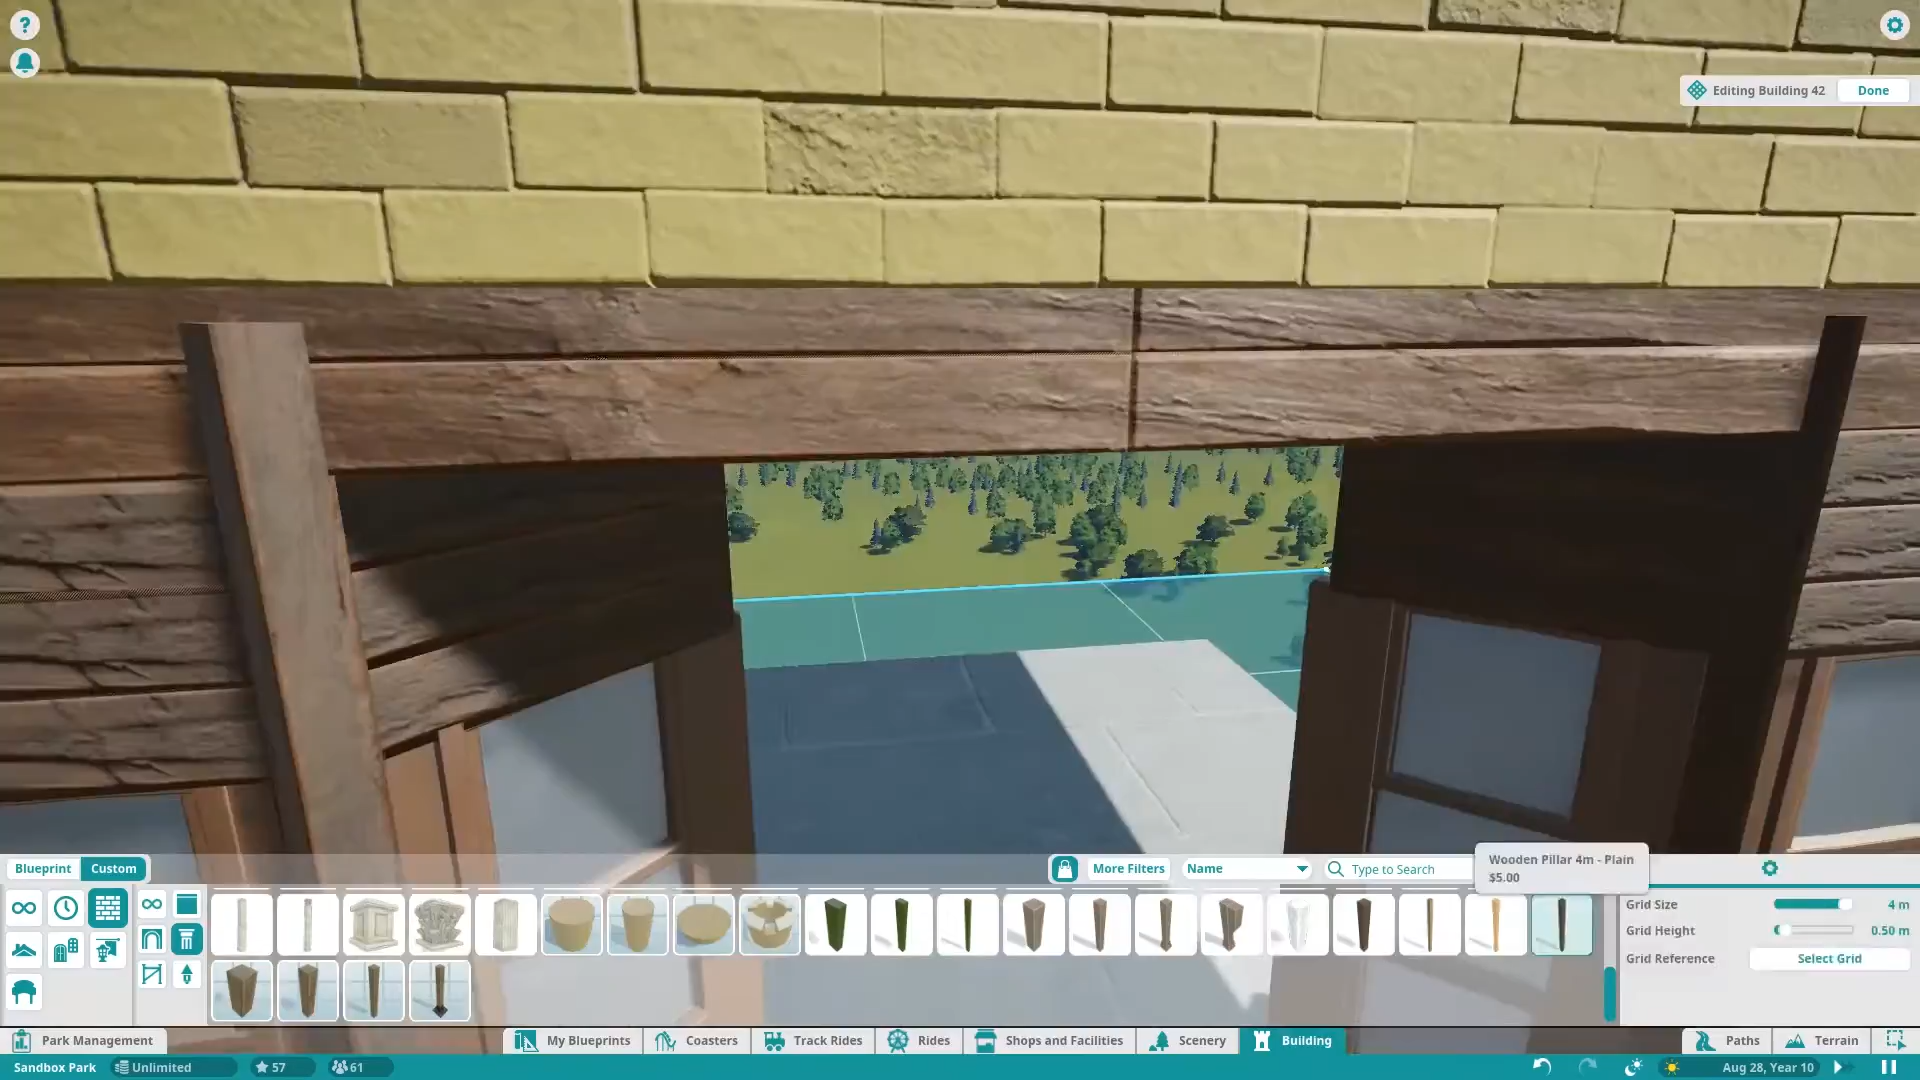 ?
Editing Building 42
Done
Wooden Pillar 4m - Plain
$5.00
Blueprint
Custom
More Filters
Name
Type to Search
Grid Size
4 m
Grid Height
0.50 m
Grid Reference
Select Grid
Park Management
My Blueprints
Coasters
Track Rides
Rides
Shops and Facilities
Scenery
Building
Paths
Terrain
Sandbox Park
Unlimited
57
61
Aug 28, Year 10